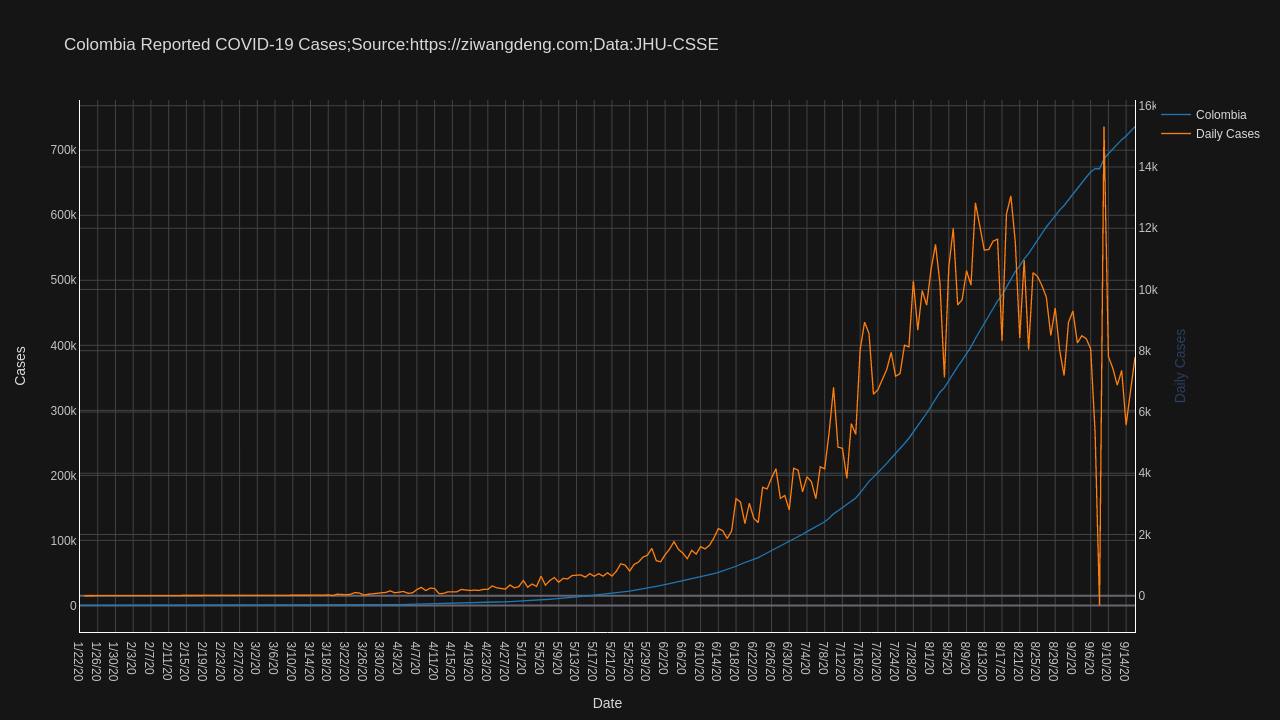 Colombia Reported COVID-19 Cases;Source:https://ziwangdeng.com;Data:JHU-CSSE
Colombia
Daily Cases
Cases
700k
600k
500k
400k
300k
200k
100k
0
16k
14k
12k
10k
8k
6k
4k
2k
0
Daily Cases
1/22/20
1/26/20
1/30/20
2/3/20
2/7/20
2/11/20
2/15/20
2/19/20
2/23/20
2/27/20
3/2/20
3/6/20
3/10/20
3/14/20
3/18/20
3/22/20
3/26/20
3/30/20
4/3/20
4/7/20
4/11/20
4/15/20
4/19/20
4/23/20
4/27/20
5/1/20
5/5/20
5/9/20
5/13/20
5/17/20
5/21/20
5/25/20
5/29/20
6/2/20
6/6/20
6/10/20
6/14/20
6/18/20
6/22/20
6/26/20
6/30/20
7/4/20
7/8/20
7/12/20
7/16/20
7/20/20
7/24/20
7/28/20
8/1/20
8/5/20
8/9/20
8/13/20
8/17/20
8/21/20
8/25/20
8/29/20
9/2/20
9/6/20
9/10/20
9/14/20
Date